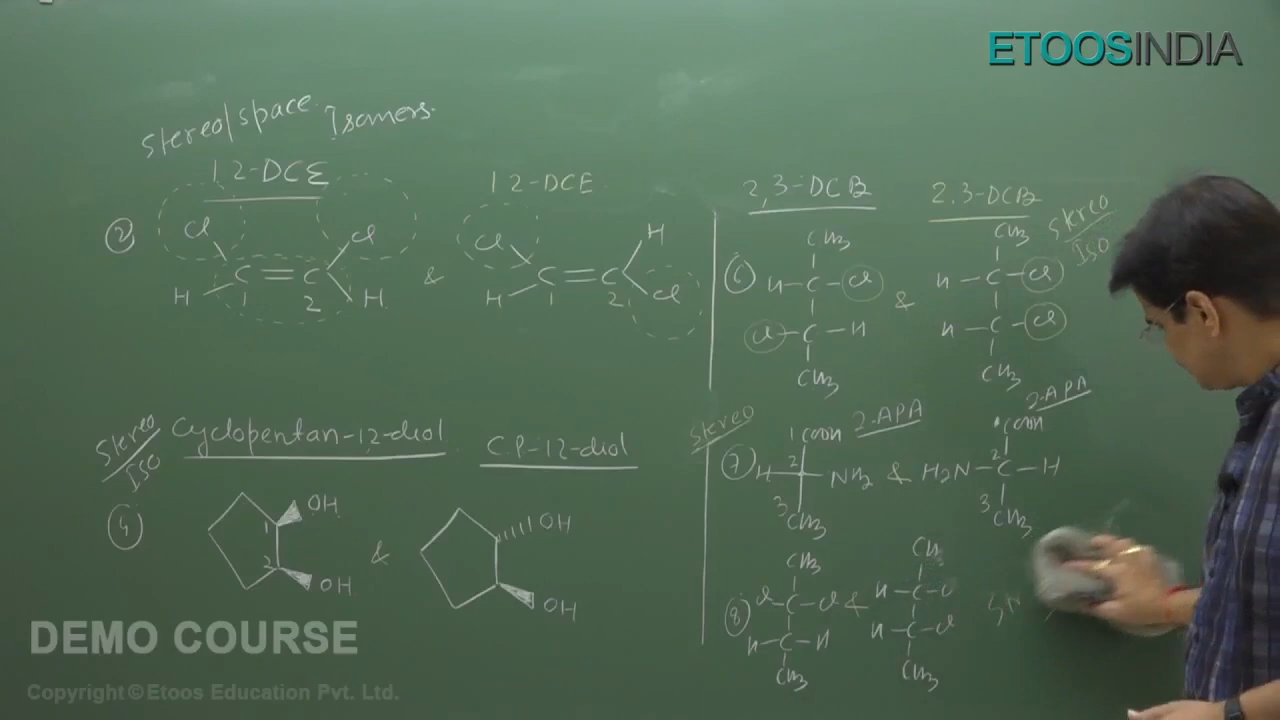 ETOOSINDIA
Stereo/space Isomers.
1 2-DCE
1 2-DCE
② Cl Cl
H C = C H
1 2
&
Cl H
H C = C Cl
1 2
Stereo/Iso
Cyclopentan-1,2-diol
C.P.-12-diol
④ 1 OH
2 OH
&
OH
OH
2,3-DCB
2.3-DCB
Stereo/Iso
⑥ CH3
H-C-Cl
Cl-C-H
CH3
&
CH3
H-C-Cl
H-C-Cl
CH3
Stereo
2-APA
2-APA
⑦ 1 COOH
H 2 NH2
3 CH3
&
1 COOH
H2N-C-H
2
3 CH3
⑧ CH3
Cl-C-Cl
H-C-H
CH3
&
CH
H-C-C
H-C-Cl
CH3
DEMO COURSE
Copyright © Etoos Education Pvt. Ltd.